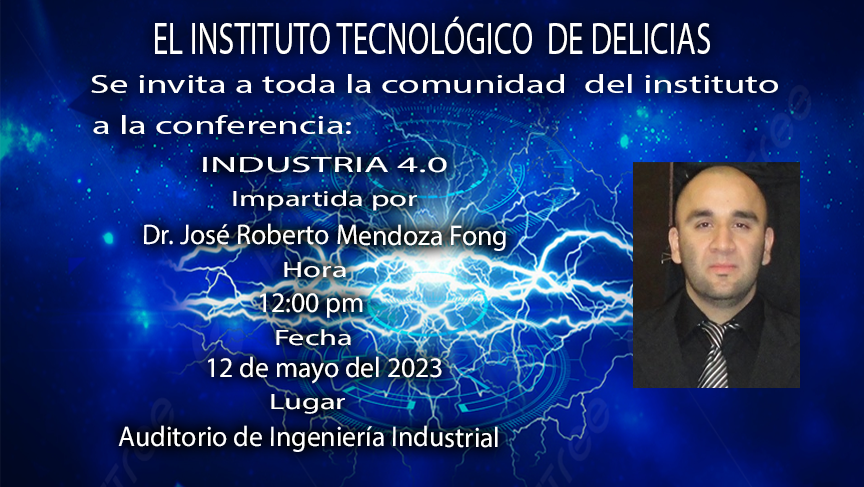 EL INSTITUTO TECNOLÓGICO DE DELICIAS
Se invita a toda la comunidad del instituto
a la conferencia:
INDUSTRIA 4.0
Impartida por
Dr. José Roberto Mendoza Fong
Hora
12:00 pm
Fecha
12 de mayo del 2023
Lugar
Auditorio de Ingeniería Industrial